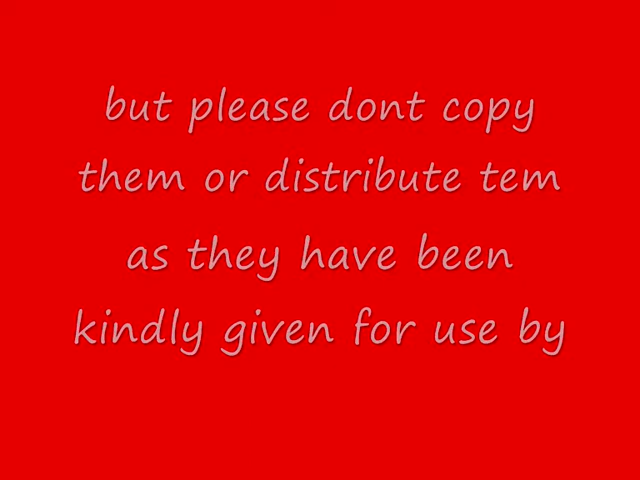 but please dont copy
them or distribute tem
as they have been
kindly given for use by